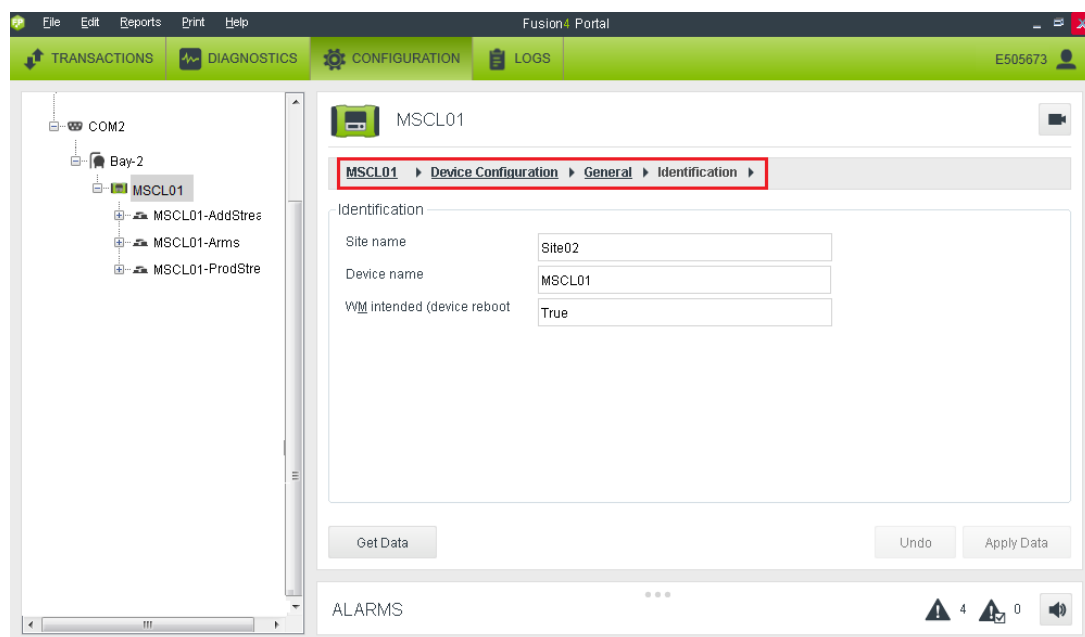 File Edit Reports Print Help Fusion4 Portal
TRANSACTIONS DIAGNOSTICS CONFIGURATION LOGS E505673
COM2
Bay-2
MSCL01
MSCL01-AddStrea
MSCL01-Arms
MSCL01-ProdStre
MSCL01
MSCL01 Device Configuration General Identification
Identification
Site name Site02
Device name MSCL01
WM intended (device reboot True
Get Data Undo Apply Data
ALARMS 4 0